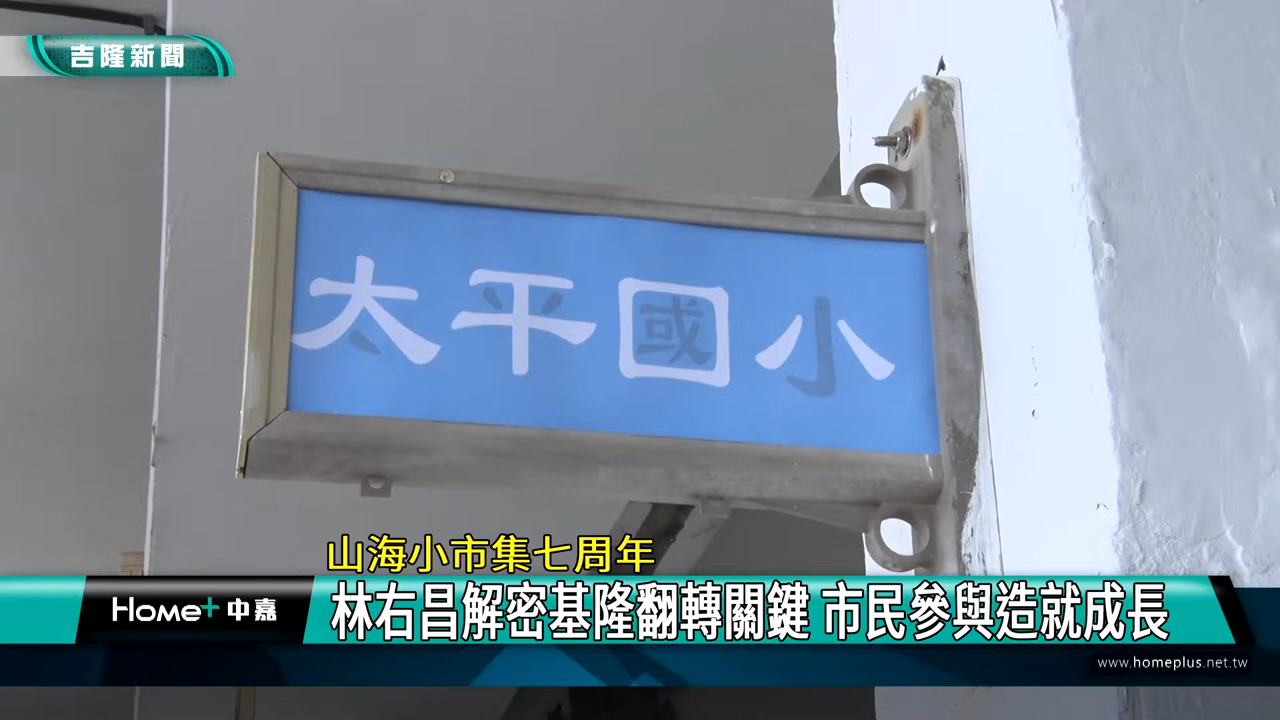 吉隆新聞
太平國小
山海小市集七周年
Home+中嘉
林右昌解密基隆翻轉關鍵 市民參與造就成長
www.homeplus.net.tw